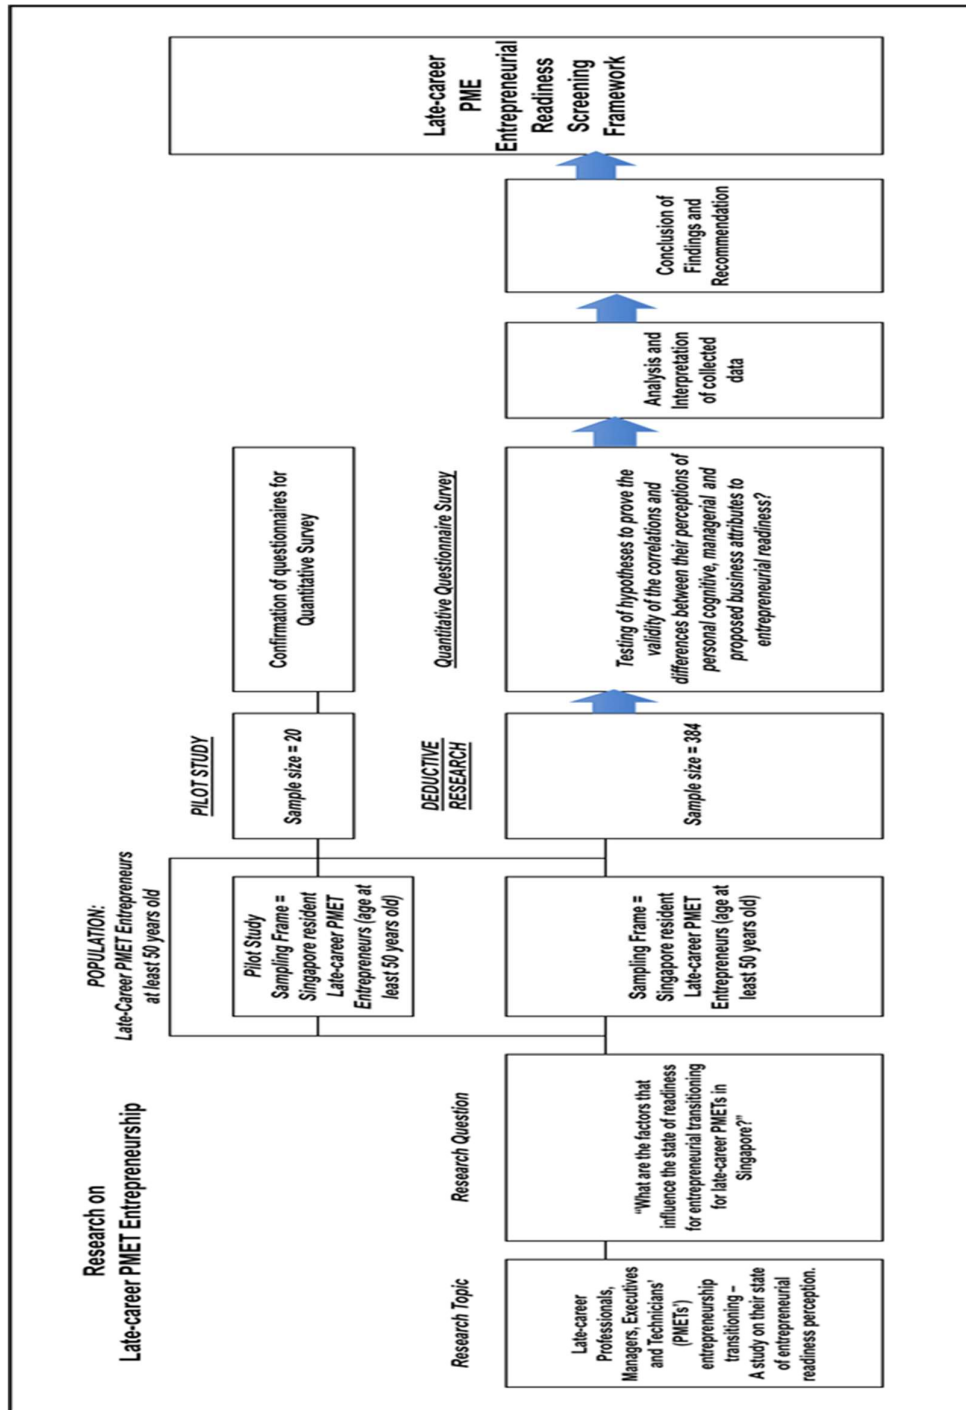 Research on
Late-career PMET Entrepreneurship
POPULATION:
Late-Career PMET Entrepreneurs
at least 50 years old
PILOT STUDY
Pilot Study
Sampling Frame =
Singapore resident
Late-career PMET
Entrepreneurs (age at
least 50 years old)
Sample size = 20
Confirmation of questionnaires for
Quantitative Survey
Research Topic
Late-career
Professionals,
Managers, Executives
and Technicians'
(PMETs')
entrepreneurship
transitioning –
A study on their state
of entrepreneurial
readiness perception.
Research Question
“What are the factors that
influence the state of readiness
for entrepreneurial transitioning
for late-career PMETs in
Singapore?”
Sampling Frame =
Singapore resident
Late-career PMET
Entrepreneurs (age at
least 50 years old)
DEDUCTIVE
RESEARCH
Sample size = 384
Quantitative Questionnaire Survey
Testing of hypotheses to prove the
validity of the correlations and
differences between their perceptions of
personal cognitive, managerial and
proposed business attributes to
entrepreneurial readiness?
Analysis and
Interpretation
of collected
data
Conclusion of
Findings and
Recommendation
Late-career
PME
Entrepreneurial
Readiness
Screening
Framework